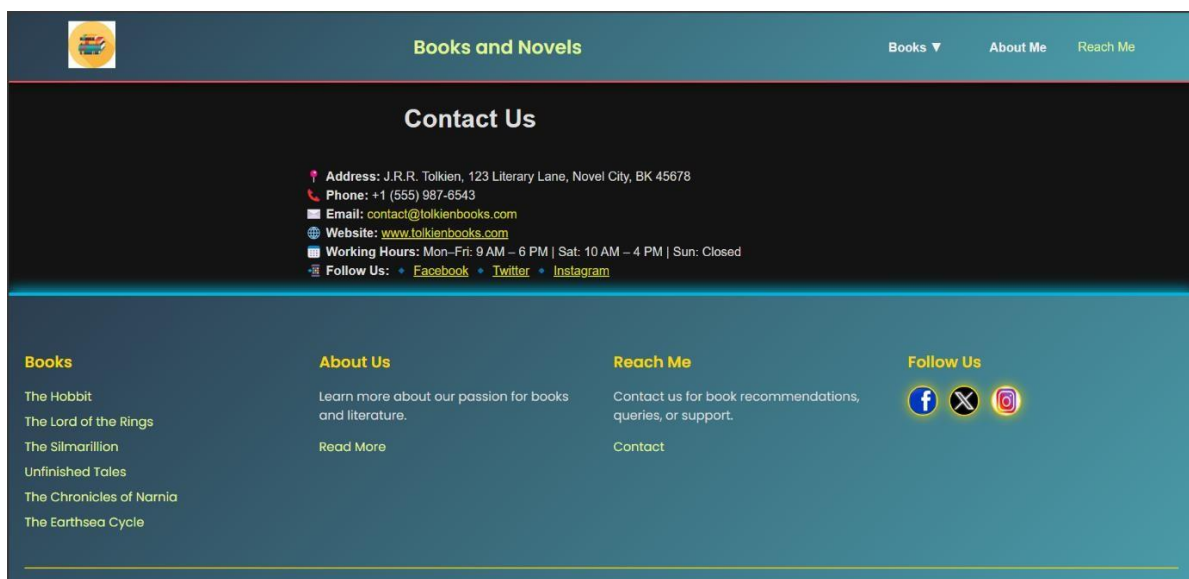 Books and Novels
Books ▼
About Me
Reach Me
Contact Us
Address: J.R.R. Tolkien, 123 Literary Lane, Novel City, BK 45678
Phone: +1 (555) 987-6543
Email: contact@tolkienbooks.com
Website: www.tolkienbooks.com
Working Hours: Mon–Fri: 9 AM – 6 PM | Sat: 10 AM – 4 PM | Sun: Closed
Follow Us: 🔹 Facebook 🔹 Twitter 🔹 Instagram
Books
The Hobbit
The Lord of the Rings
The Silmarillion
Unfinished Tales
The Chronicles of Narnia
The Earthsea Cycle
About Us
Learn more about our passion for books
and literature.
Read More
Reach Me
Contact us for book recommendations,
queries, or support.
Contact
Follow Us